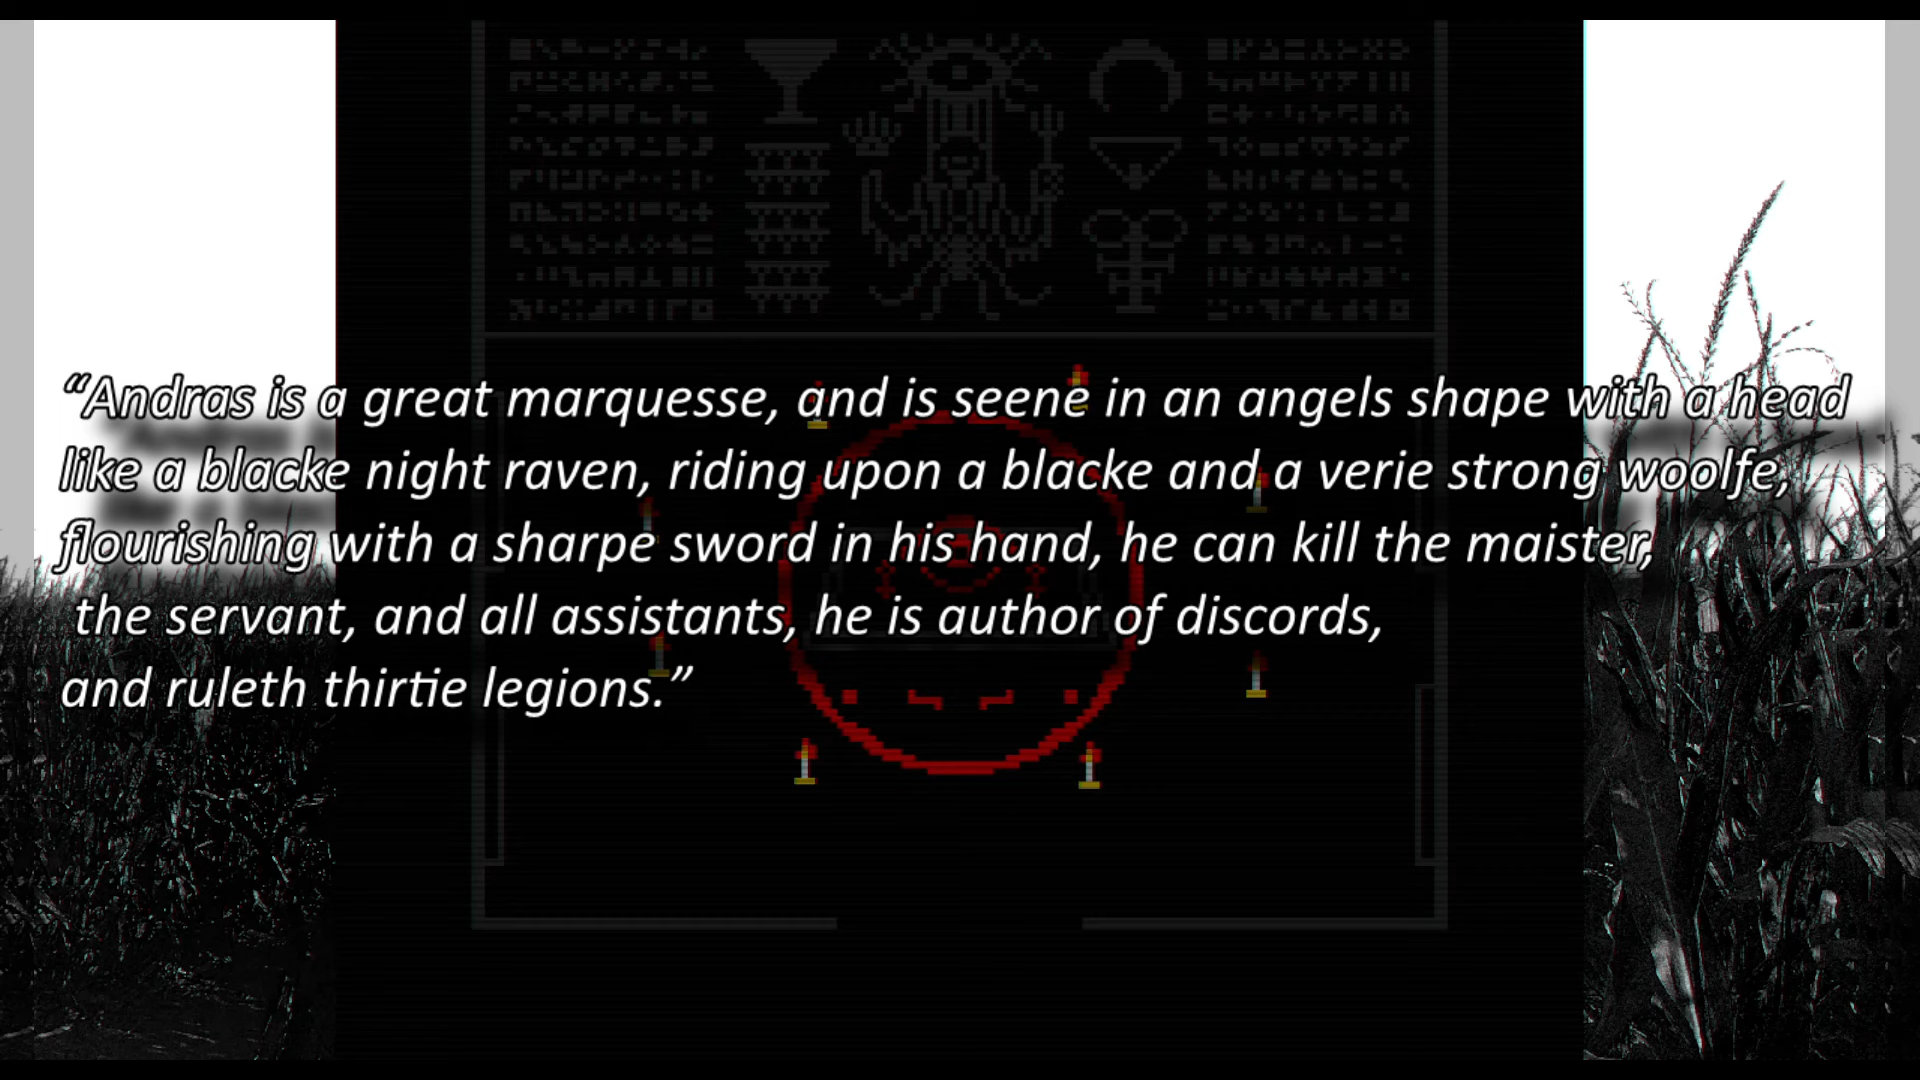 “Andras is a great marquesse, and is seene in an angels shape with a head
like a blacke night raven, riding upon a blacke and a verie strong woolfe,
flourishing with a sharpe sword in his hand, he can kill the maister,
the servant, and all assistants, he is author of discords,
and ruleth thirtie legions.”